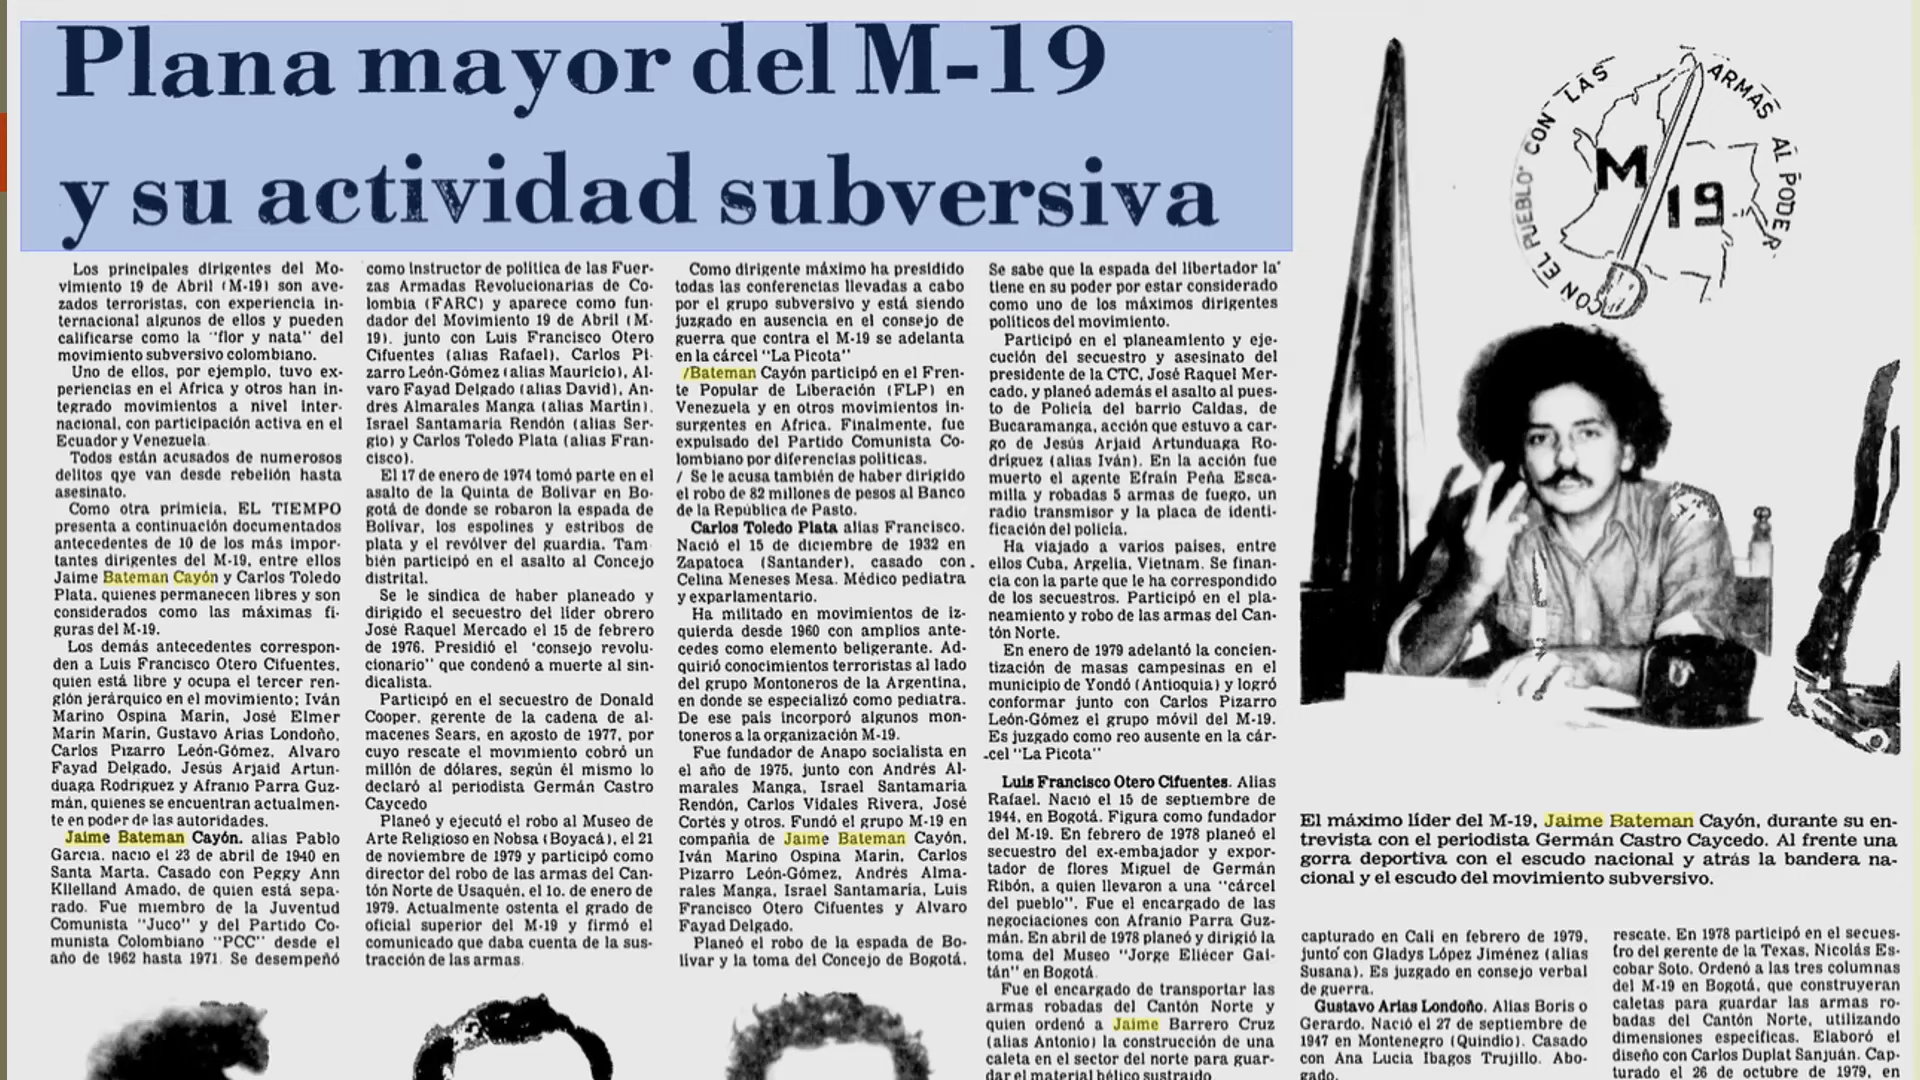 Plana mayor del M-19
y su actividad subversiva
Los principales dirigentes del Mo-
vimiento 19 de Abril (M-19) son ave-
zados terroristas, con experiencia in-
ternacional algunos de ellos y pueden
calificarse como la "flor y nata" del
movimiento subversivo colombiano.
Uno de ellos, por ejemplo, tuvo ex-
periencias en el Africa y otros han in-
tegrado movimientos a nivel inter-
nacional, con participación activa en el
Ecuador y Venezuela.
Todos están acusados de numerosos
delitos qye van desde rebelión hasta
asesinato.
Como otra primicia, EL TIEMPO
presenta a continuación documentados
antecedentes de 10 de los más impor-
tantes dirigentes del M-19, entre ellos
Jaime Bateman Cayón y Carlos Toledo
Plata, quienes permanecen libres y son
considerados como las máximas fi-
guras del M-19.
Los demás antecedentes correspon-
den a Luis Francisco Otero Cifuentes,
quien está libre y ocupa el tercer ren-
glón jerárquico en el movimiento; Iván
Marino Ospina Marin, José Elmer
Marin Marin, Gustavo Arias Londoño,
Carlos Pizarro León-Gómez, Alvaro
Fayad Delgado, Jesús Arjaid Artun-
duaga Rodriguez y Afranio Parra Guz-
mán, quienes se encuentran actualmen-
te en poder de las autoridades.
Jaime Bateman Cayón, alias Pablo
García, nacio el 23 de abril de 1940 en
Santa Marta. Casado con Peggy Ann
Kllelland Amado, de quien está sepa-
rado. Fue miembro de la Juventud
Comunista "Juco" y del Partido Co-
munista Colombiano "PCC" desde el
año de 1962 hasta 1971. Se desempeñó
como instructor de politica de las Fuer-
zas Armadas Revolucionarias de Co-
lombia (FARC) y aparece como fun-
dador del Movimiento 19 de Abril (M-
19), junto con Luis Francisco Otero
Cifuentes (alias Rafael), Carlos Pi-
zarro León-Gómez (alias Mauricio), Al-
varo Fayad Delgado (alias David), An-
drés Almarales Manga (alias Martin),
Israel Santamaría Rendón (alias Ser-
gio) y Carlos Toledo Plata (alias Fran-
cisco).
El 17 de enero de 1974 tomó parte en el
asalto de la Quinta de Bolivar en Bo-
gotá de donde se robaron la espada de
Bolivar, los espolines y estribos de
plata y el revólver del guardia. Tam
bién participó en el asalto al Concejo
distrital.
Se le sindica de haber planeado y
dirigido el secuestro del lider obrero
José Raquel Mercado el 15 de febrero
de 1976. Presidió el "consejo revolu-
cionario" que condenó a muerte al sin-
dicalista.
Participó en el secuestro de Donald
Cooper, gerente de la cadena de al-
macenes Sears, en agosto de 1977, por
cuyo rescate el movimiento cobró un
millón de dólares, según él mismo lo
declaró al periodista Germán Castro
Caycedo
Planeó y ejecutó el robo al Museo de
Arte Religioso en Nobsa (Boyacá), el 21
de noviembre de 1979 y participó como
director del robo de las armas del Can-
tón Norte de Usaquén, el 1o. de enero de
1979. Actualmente ostenta el grado de
oficial superior del M-19 y firmó el
comunicado que daba cuenta de la sus-
tracción de las armas.
Como dirigente máximo ha presidido
todas las conferencias llevadas a cabo
por el grupo subversivo y está siendo
juzgado en ausencia en el consejo de
guerra que contra el M-19 se adelanta
en la cárcel "La Picota"
/Bateman Cayón participó en el Fren-
te Popular de Liberación (FLP) en
Venezuela y en otros movimientos in-
surgentes en Africa. Finalmente, fue
expulsado del Partido Comunista Co-
lombiano por diferencias politicas.
/ Se le acusa también de haber dirigido
el robo de 82 millones de pesos al Banco
de la República de Pasto.
Carlos Toledo Plata alias Francisco.
Nació el 15 de diciembre de 1932 en
Zapatoca (Santander), casado con
Celina Meneses Mesa. Médico pediatra
y exparlamentario.
Ha militado en movimientos de iz-
quierda desde 1960 con amplios ante-
cedes como elemento beligerante. Ad-
quirió conocimientos terroristas al lado
del grupo Montoneros de la Argentina,
en donde se especializó como pediatra.
De ese pais incorporó algunos mon-
toneros a la organización M-19.
Fue fundador de Anapo socialista en
el año de 1975, junto con Andrés Al-
marales Manga, Israel Santamaria
Rendón, Carlos Vidales Rivera, José
Cortés y otros. Fundó el grupo M-19 en
compañía de Jaime Bateman Cayón,
Iván Marino Ospina Marin, Carlos
Pizarro León-Gómez, Andrés Alma-
rales Manga, Israel Santamaría, Luis
Francisco Otero Cifuentes y Alvaro
Fayad Delgado.
Planeó el robo de la espada de Bo-
livar y la toma del Concejo de Bogotá.
Se sabe que la espada del libertador la
tiene en su poder por estar considerado
como uno de los máximos dirigentes
politicos del movimiento.
Participó en el planeamiento y eje-
cución del secuestro y asesinato del
presidente de la CTC, José Raquel Mer-
cado, y planeó además el asalto al pues-
to de Policía del barrio Caldas, de
Bucaramanga, acción que estuvo a car-
go de Jesús Arjaid Artunduaga Ro-
driguez (alias Iván). En la acción fue
muerto el agente Efraín Peña Esca-
milla y robadas 5 armas de fuego, un
radio transmisor y la placa de identi-
ficación del policía.
Ha viajado a varios paises, entre
ellos Cuba, Argelia, Vietnam. Se finan-
cia con la parte que le ha correspondido
de los secuestros. Participó en el pla-
neamiento y robo de las armas del Can-
tón Norte.
En enero de 1979 adelantó la concien-
tización de masas campesinas en el
municipio de Yondó (Antioquia) y logró
conformar junto con Carlos Pizarro
León-Gómez el grupo móvil del M-19.
Es juzgado como reo ausente en la cár-
cel "La Picota"
Luis Francisco Otero Cifuentes. Alias
Rafael. Nació el 15 de septiembre de
1944, en Bogotá. Figura como fundador
del M-19. En febrero de 1978 planeó el
secuestro del ex-embajador y expor-
tador de flores Miguel de Germán
Ribón, a quien llevaron a una "cárcel
del pueblo". Fue el encargado de las
negociaciones con Afranio Parra Guz-
mán. En abril de 1978 planeó y dirigió la
toma del Museo "Jorge Eliécer Gai-
tán" en Bogotá.
Fue el encargado de transportar las
armas robadas del Cantón Norte y
quien ordenó a Jaime Barrero Cruz
(alias Antonio) la construcción de una
caleta en el sector del norte para guar-
dar el material bélico sustraido
CON EL PUEBLO CON LAS ARMAS AL PODER
M
19
El máximo líder del M-19, Jaime Bateman Cayón, durante su en-
trevista con el periodista Germán Castro Caycedo. Al frente una
gorra deportiva con el escudo nacional y atrás la bandera na-
cional y el escudo del movimiento subversivo.
capturado en Cali en febrero de 1979,
junto con Gladys López Jiménez (alias
Susana). Es juzgado en consejo verbal
de guerra.
Gustavo Arias Londoño. Alias Boris o
Gerardo. Nació el 27 de septiembre de
1947 en Montenegro (Quindío). Casado
con Ana Lucia Ibagos Trujillo. Abo-
gado.
rescate. En 1978 participó en el secues-
tro del gerente de la Texas, Nicolás Es-
cobar Soto. Ordenó a las tres columnas
del M-19 en Bogotá, que construyeran
caletas para guardar las armas ro-
badas del Cantón Norte, utilizando
dimensiones específicas. Elaboró el
diseño con Carlos Duplat Sanjuán. Cap-
turado el 26 de octubre de 1979, en